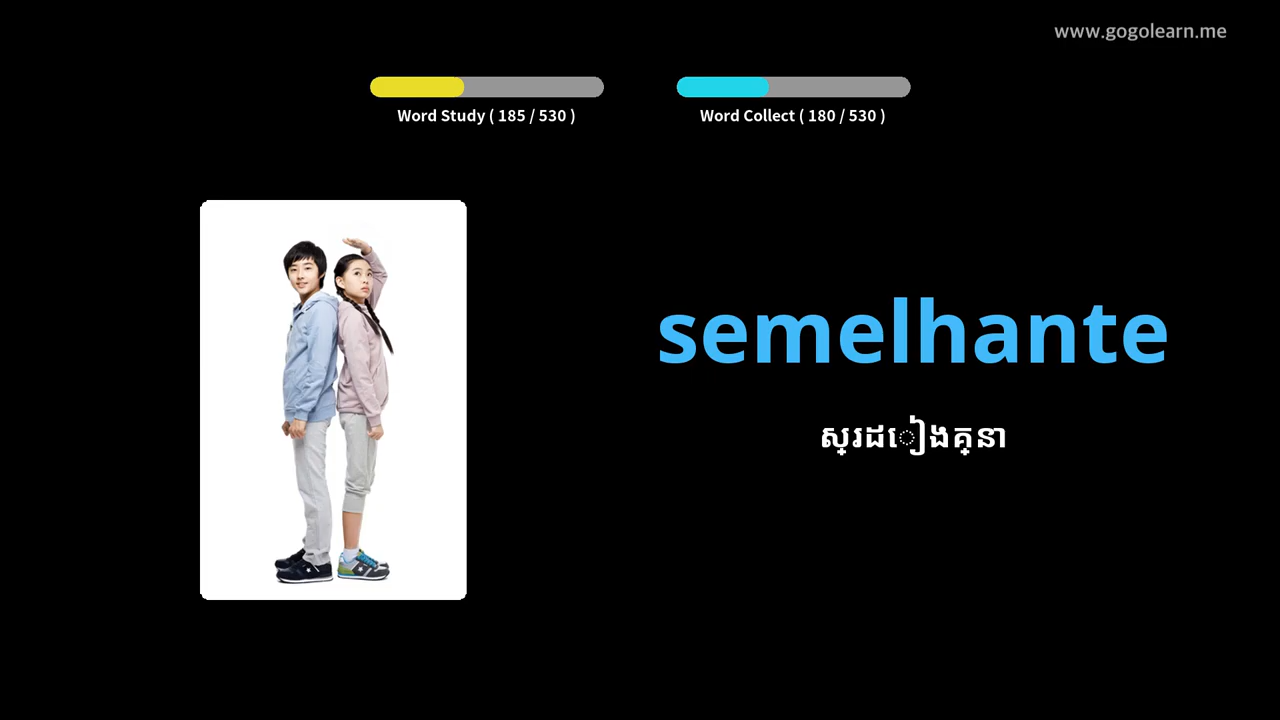 www.gogolearn.me
Word Study ( 185 / 530 )
Word Collect ( 180 / 530 )
semelhante
ស្រដៀងគ្នា